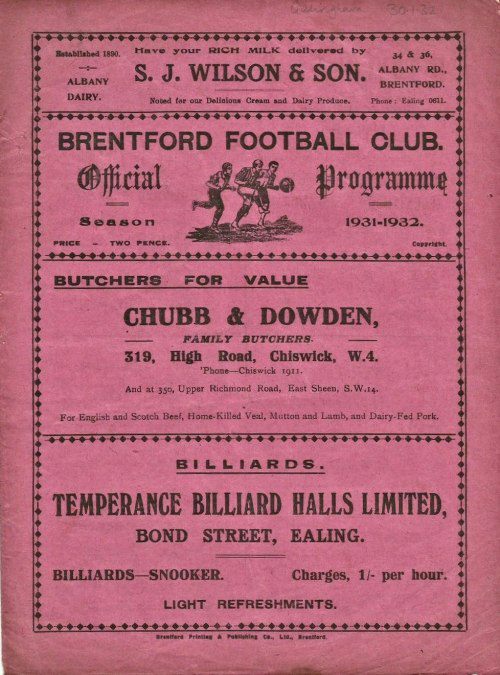 30-1-32
Established 1890.
ALBANY
DAIRY.
Have your RICH MILK delivered by
S. J. WILSON & SON.
Noted for our Delicious Cream and Dairy Produce.
34 & 36,
ALBANY RD.,
BRENTFORD.
Phone : Ealing 0611.
BRENTFORD FOOTBALL CLUB.
Official Programme
Season 1931-1932.
PRICE - TWO PENCE. Copyright.
BUTCHERS FOR VALUE
CHUBB & DOWDEN,
FAMILY BUTCHERS
319, High Road, Chiswick, W.4.
'Phone—Chiswick 1911.
And at 350, Upper Richmond Road, East Sheen, S.W.14.
For English and Scotch Beef, Home-Killed Veal, Mutton and Lamb, and Dairy-Fed Pork.
BILLIARDS.
TEMPERANCE BILLIARD HALLS LIMITED,
BOND STREET, EALING.
BILLIARDS—SNOOKER. Charges, 1/- per hour.
LIGHT REFRESHMENTS.
Brentford Printing & Publishing Co., Ltd., Brentford.